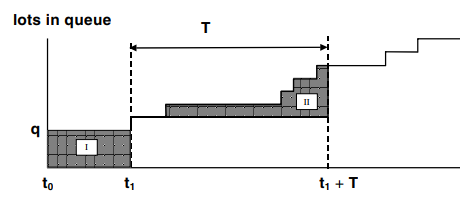 lots in queue
T
II
q
I
t₀ t₁ t₁ + T